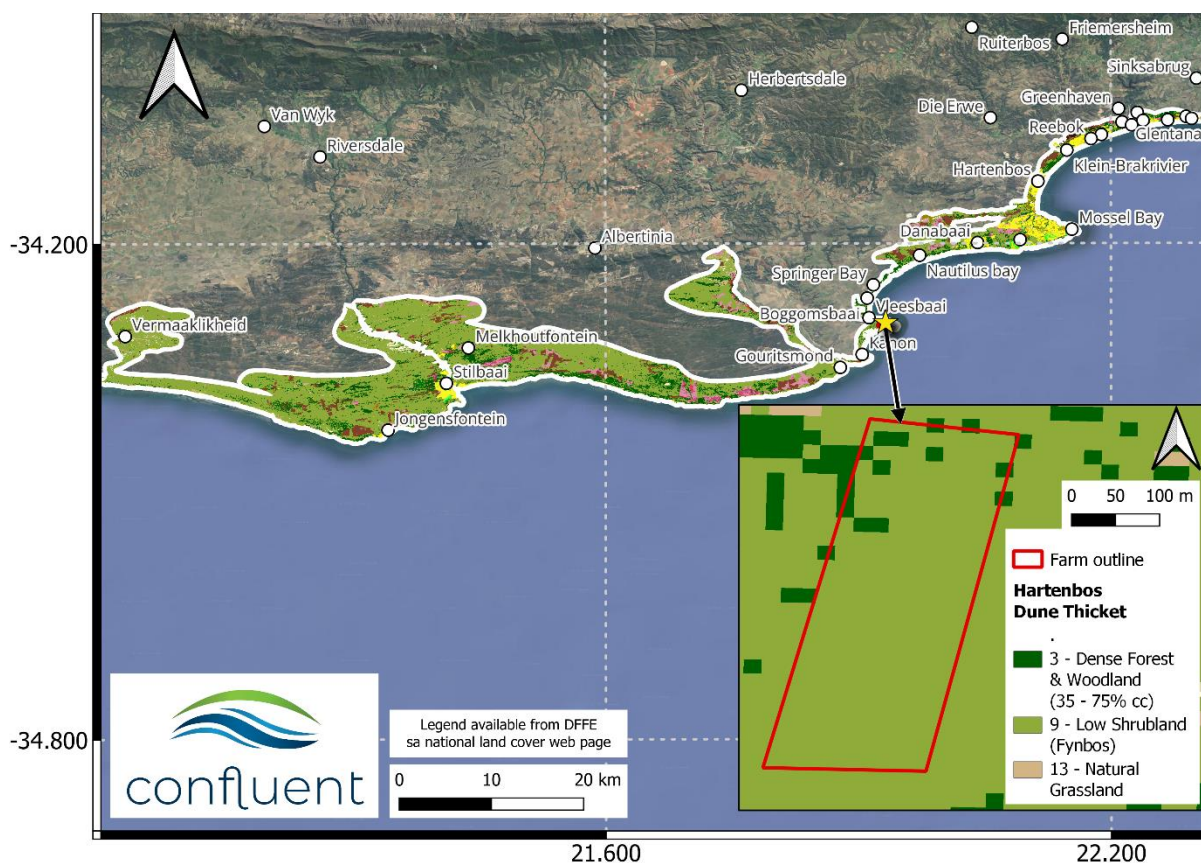 Friemersheim
Ruiterbos
Sinksabrug
Herbertsdale
Greenhaven
Die Erwe
Van Wyk
Reebok
Glentana
Riversdale
Klein-Brakrivier
Hartenbos
-34.200
Albertinia
Danabaai
Mossel Bay
Nautilus bay
Springer Bay
Vleesbaai
Boggomsbaai
Vermaaklikheid
Melkhoutfontein
Kanon
Gouritsmond
Stilbaai
Jongensfontein
0 50 100 m
Farm outline
Hartenbos
Dune Thicket
.
3 - Dense Forest
& Woodland
(35 - 75% cc)
9 - Low Shrubland
(Fynbos)
13 - Natural
Grassland
Legend available from DFFE
sa national land cover web page
-34.800
0 10 20 km
confluent
21.600
22.200